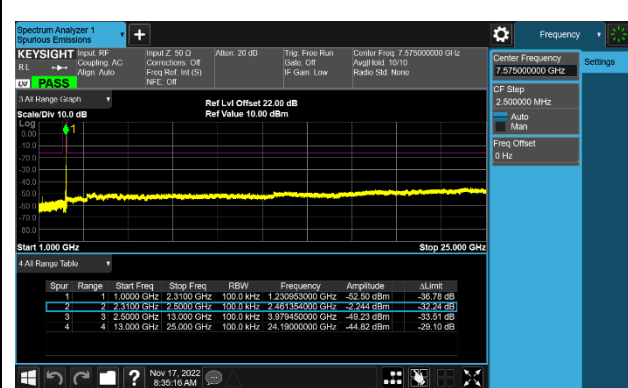 Spectrum Analyzer 1
Spurious Emissions
KEYSIGHT Input: RF
Coupling: AC
Align: Auto
Input Z: 50 Ω
Corrections: Off
Freq Ref: Int (S)
NFE: Off
Atten: 20 dB
Trig: Free Run
Gate: Off
IF Gain: Low
Center Freq: 7.575000000 GHz
Avg|Hold: 10/10
Radio Std: None
RL
LW PASS
3 All Range Graph
Scale/Div 10.0 dB
Ref Lvl Offset 22.00 dB
Ref Value 10.00 dBm
Log
1
0.00
-10.0
-20.0
-30.0
-40.0
-50.0
-60.0
-70.0
-80.0
Start 1.000 GHz
Stop 25.000 GHz
4 All Range Table
Spur Range Start Freq Stop Freq RBW Frequency Amplitude ΔLimit
1 1 1.0000 GHz 2.3100 GHz 100.0 kHz 1.230953000 GHz -52.50 dBm -36.78 dB
2 2 2.3100 GHz 2.5000 GHz 100.0 kHz 2.461354000 GHz -2.244 dBm -32.24 dB
3 3 2.5000 GHz 13.000 GHz 100.0 kHz 3.979450000 GHz -49.23 dBm -33.51 dB
4 4 13.000 GHz 25.000 GHz 100.0 kHz 24.19000000 GHz -44.82 dBm -29.10 dB
?
Nov 17, 2022
8:35:16 AM
Frequency
Center Frequency
7.575000000 GHz
Settings
CF Step
2.500000 MHz
Auto
Man
Freq Offset
0 Hz